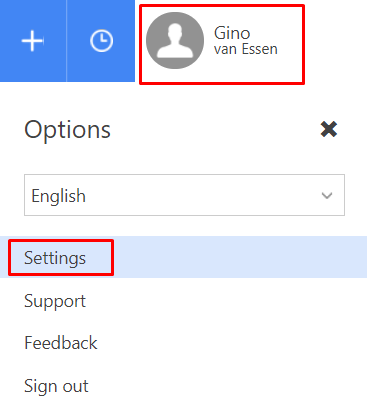 Gino
van Essen
Options
English
Settings
Support
Feedback
Sign out